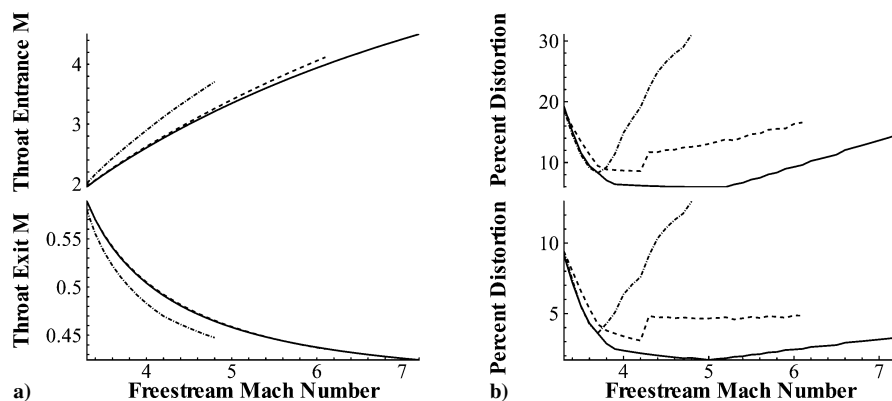 Throat Entrance M
4
3
2
Throat Exit M
0.55
0.5
0.45
4 5 6 7
a) Freestream Mach Number
Percent Distortion
30
20
10
Percent Distortion
10
5
4 5 6 7
b) Freestream Mach Number